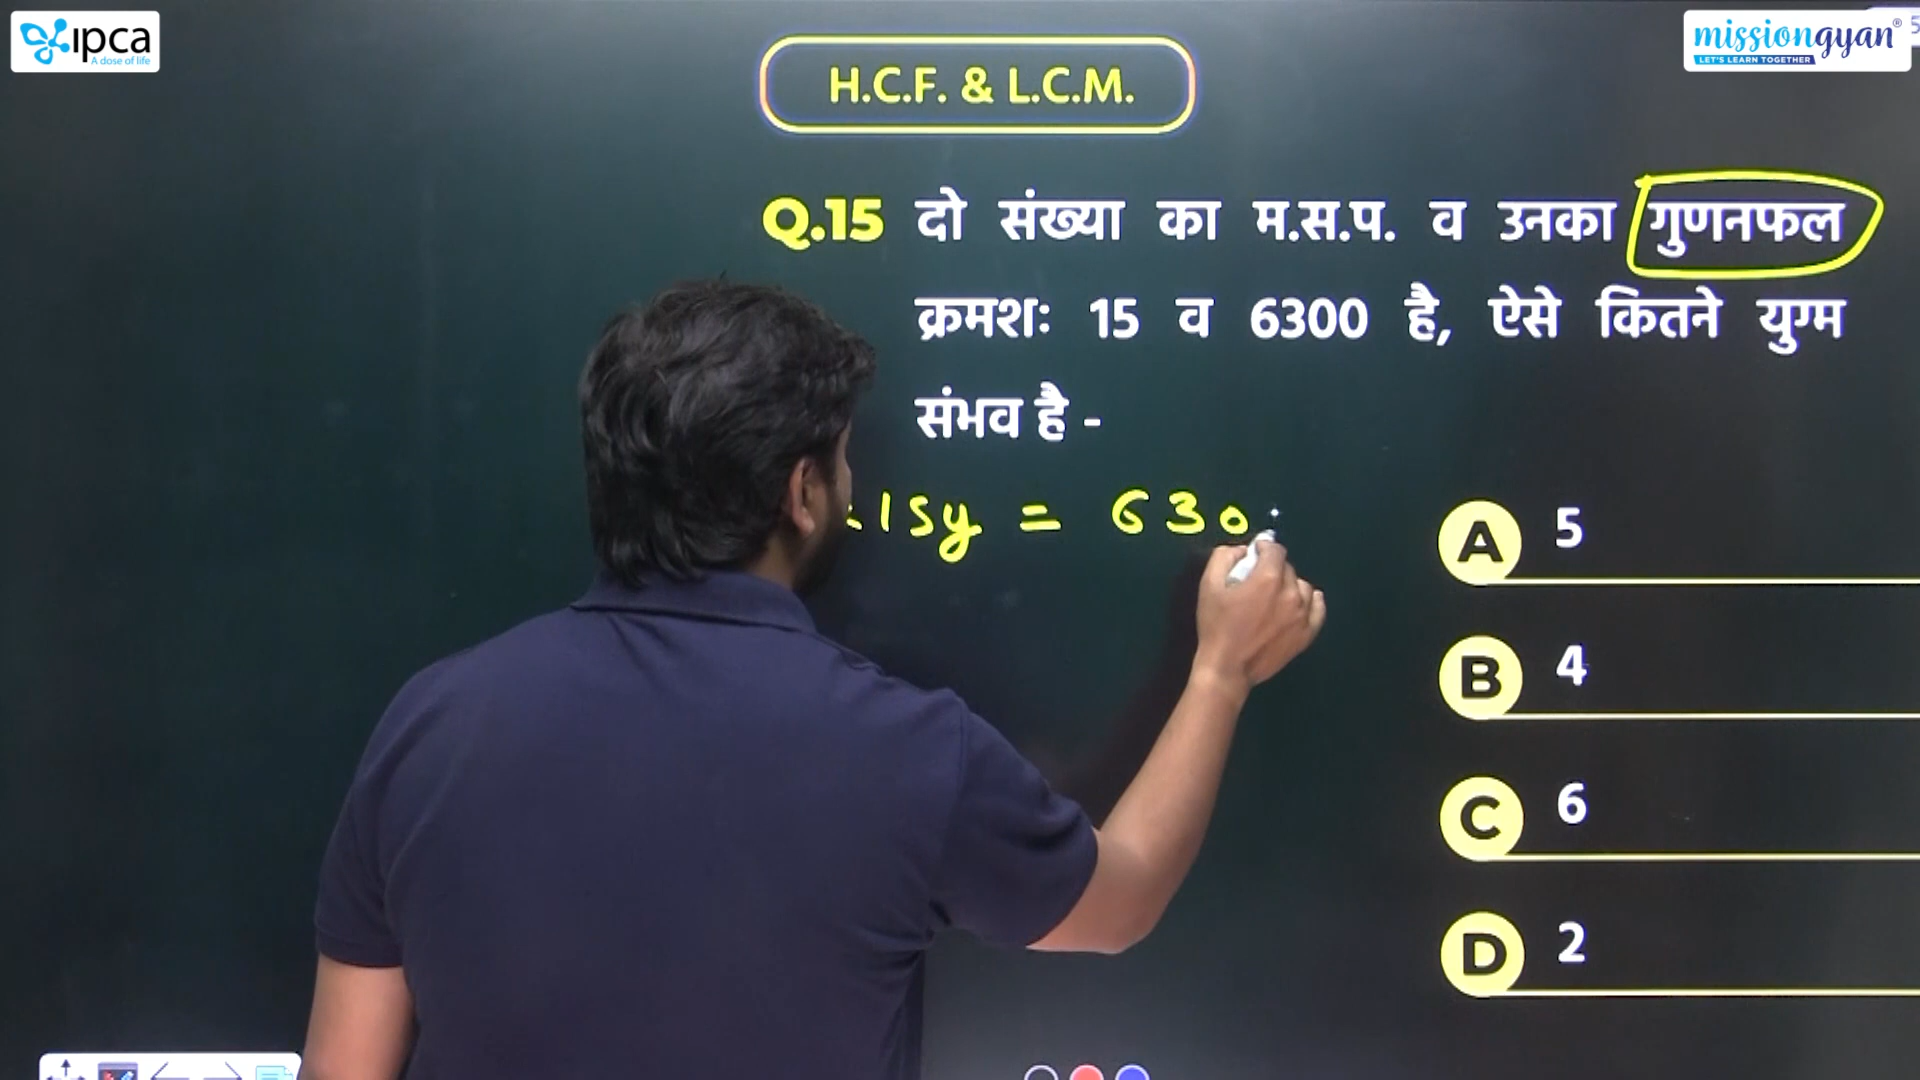 ipca
A dose of life
missiongyan®
LET'S LEARN TOGETHER
5
H.C.F. & L.C.M.
Q.15 दो संख्या का म.स.प. व उनका गुणनफल
क्रमशः 15 व 6300 है, ऐसे कितने युग्म
संभव है -
15y = 630
A 5
B 4
C 6
D 2